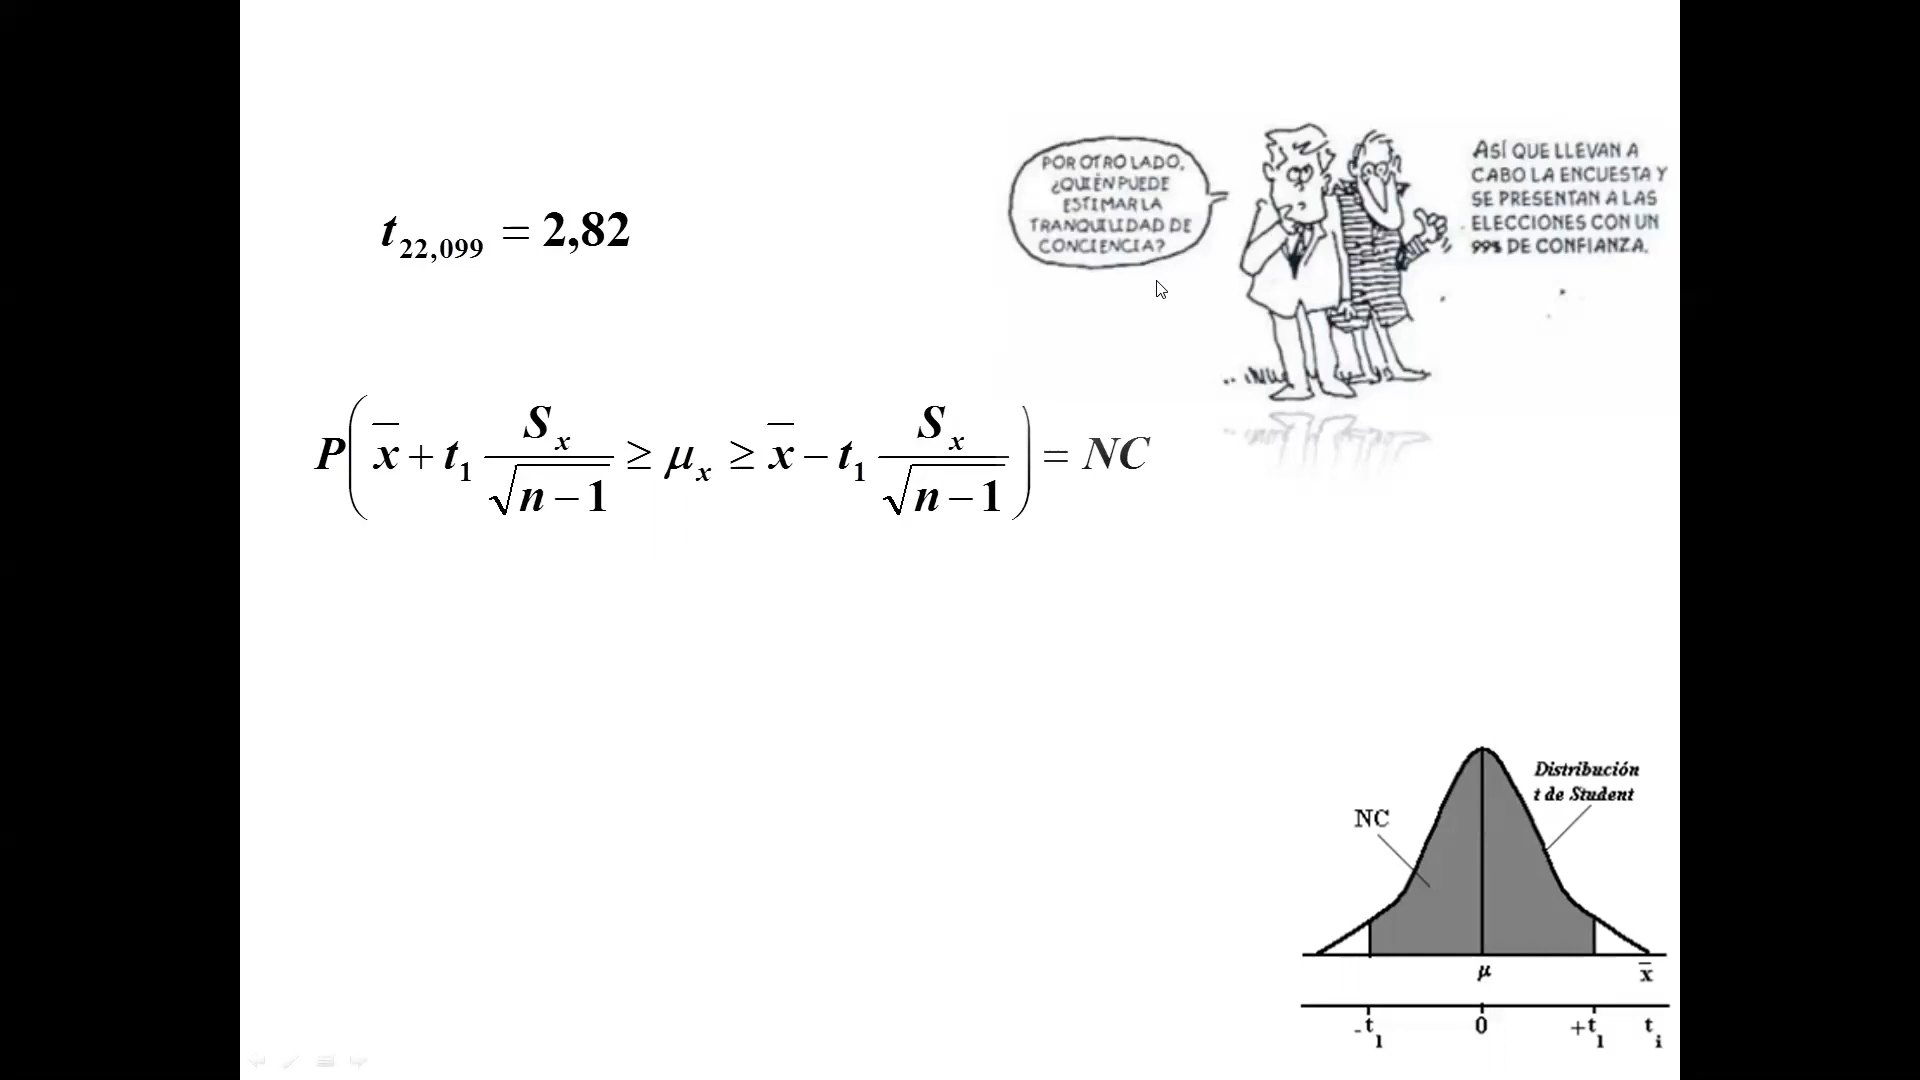 t₂₂,₀₉₉ = 2,82
POR OTRO LADO,
¿QUIÉN PUEDE
ESTIMAR LA
TRANQUILIDAD DE
CONCIENCIA?
ASÍ QUE LLEVAN A
CABO LA ENCUESTA Y
SE PRESENTAN A LAS
ELECCIONES CON UN
99% DE CONFIANZA.
P(x̅ + t₁ Sₓ/√(n−1) ≥ μₓ ≥ x̅ − t₁ Sₓ/√(n−1)) = NC
Distribución
t de Student
NC
μ x̅
-t₁ 0 +t₁ tᵢ